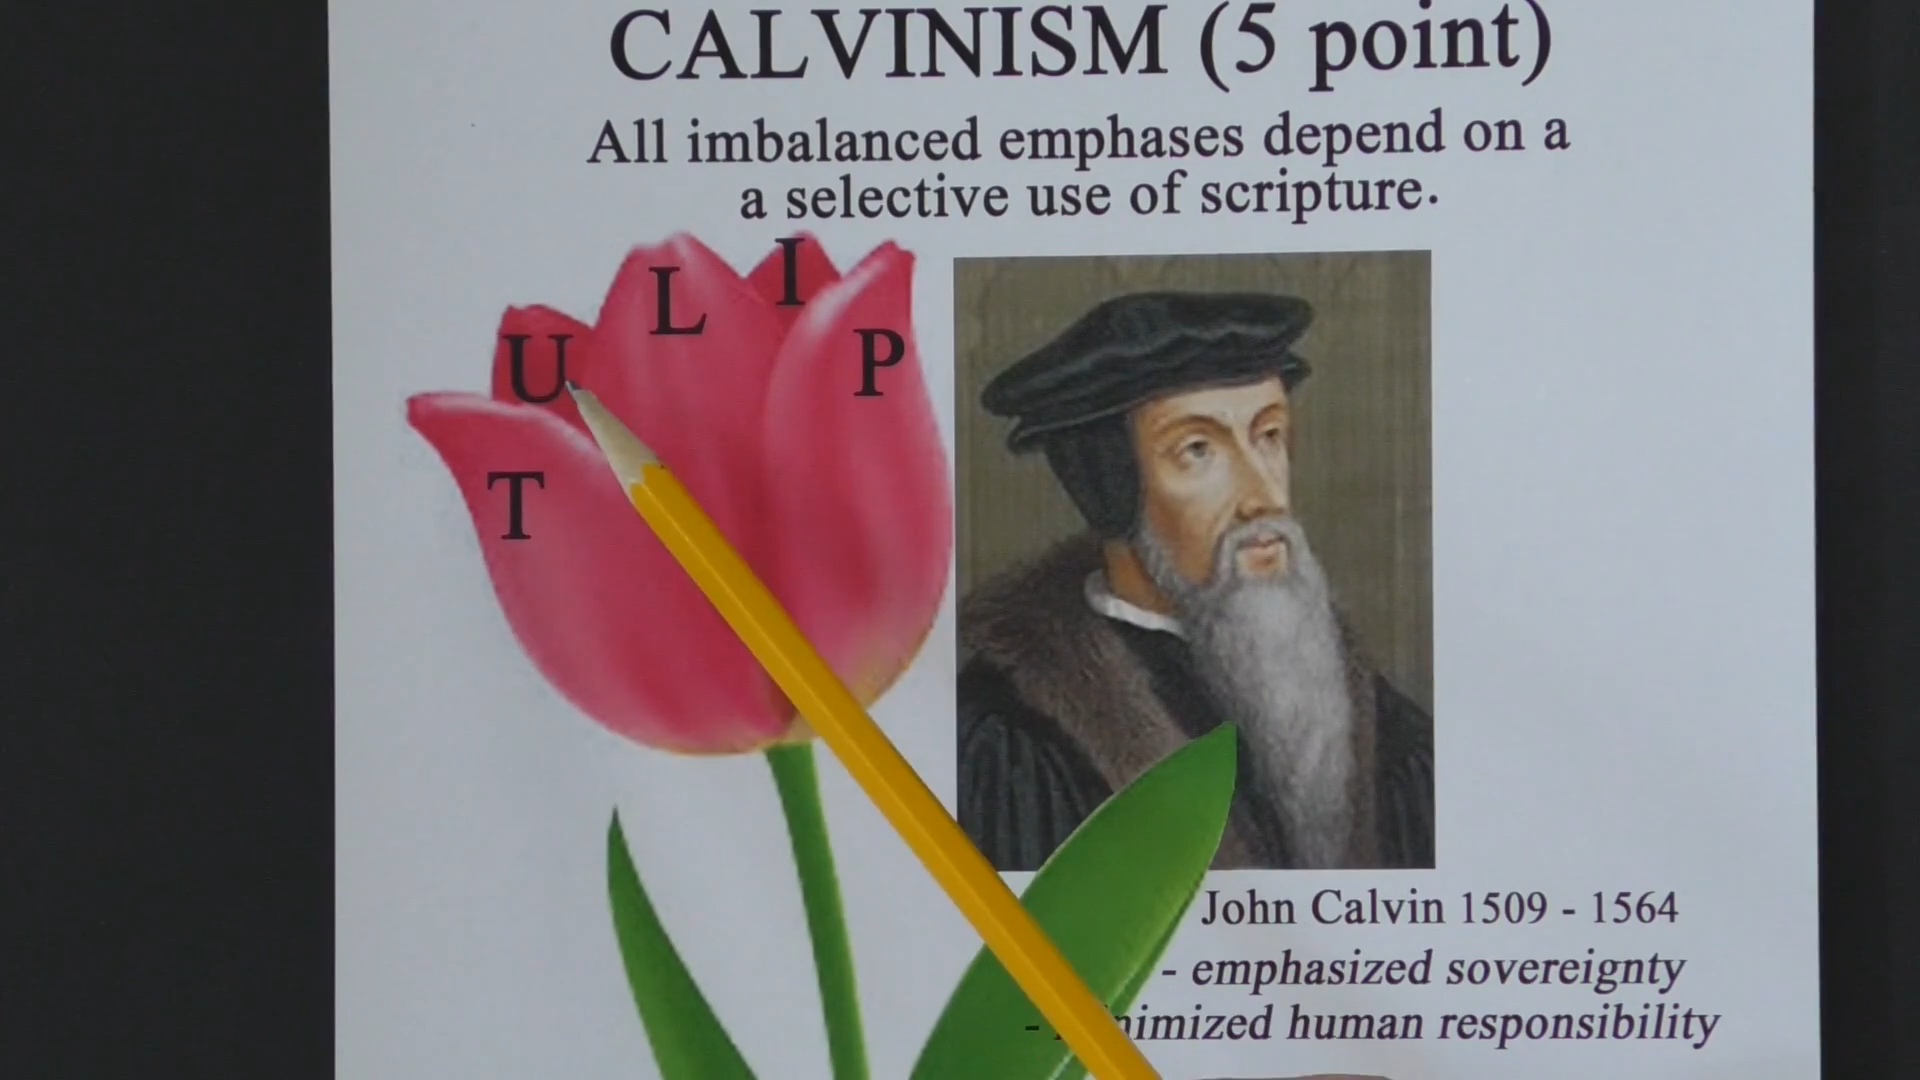 CALVINISM (5 point)
All imbalanced emphases depend on a
a selective use of scripture.
T
U
L
I
P
John Calvin 1509 - 1564
- emphasized sovereignty
- human responsibility